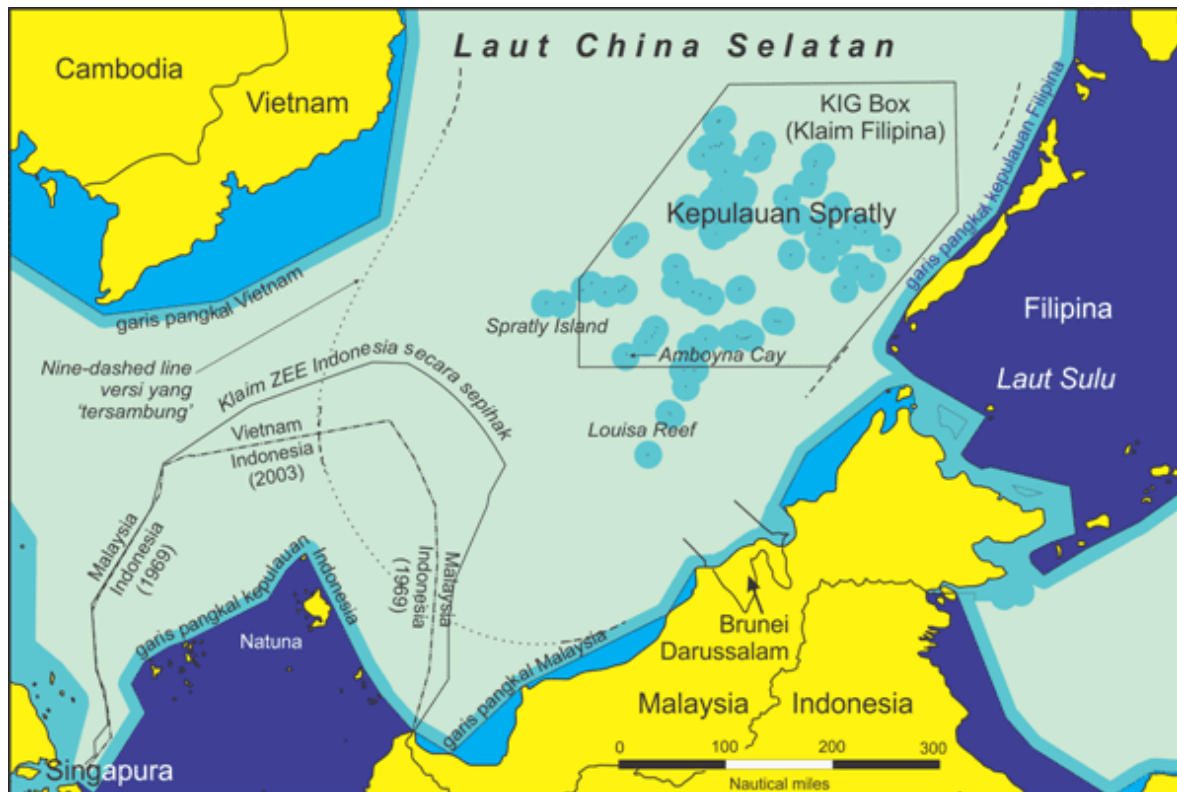 Laut China Selatan
Cambodia
Vietnam
KIG Box
(Klaim Filipina)
garis pangkal kepulauan Filipina
Kepulauan Spratly
garis pangkal Vietnam
Spratly Island
Amboyna Cay
Filipina
Laut Sulu
Nine-dashed line
versi yang
'tersambung'
Klaim ZEE Indonesia secara sepihak
Vietnam
Indonesia
(2003)
Louisa Reef
Malaysia
Indonesia
(1969)
Malaysia
Indonesia
(1969)
garis pangkal kepulauan
Indonesia
Natuna
garis pangkal Malaysia
Brunei
Darussalam
Malaysia
Indonesia
Singapura
0 100 200 300
Nautical miles